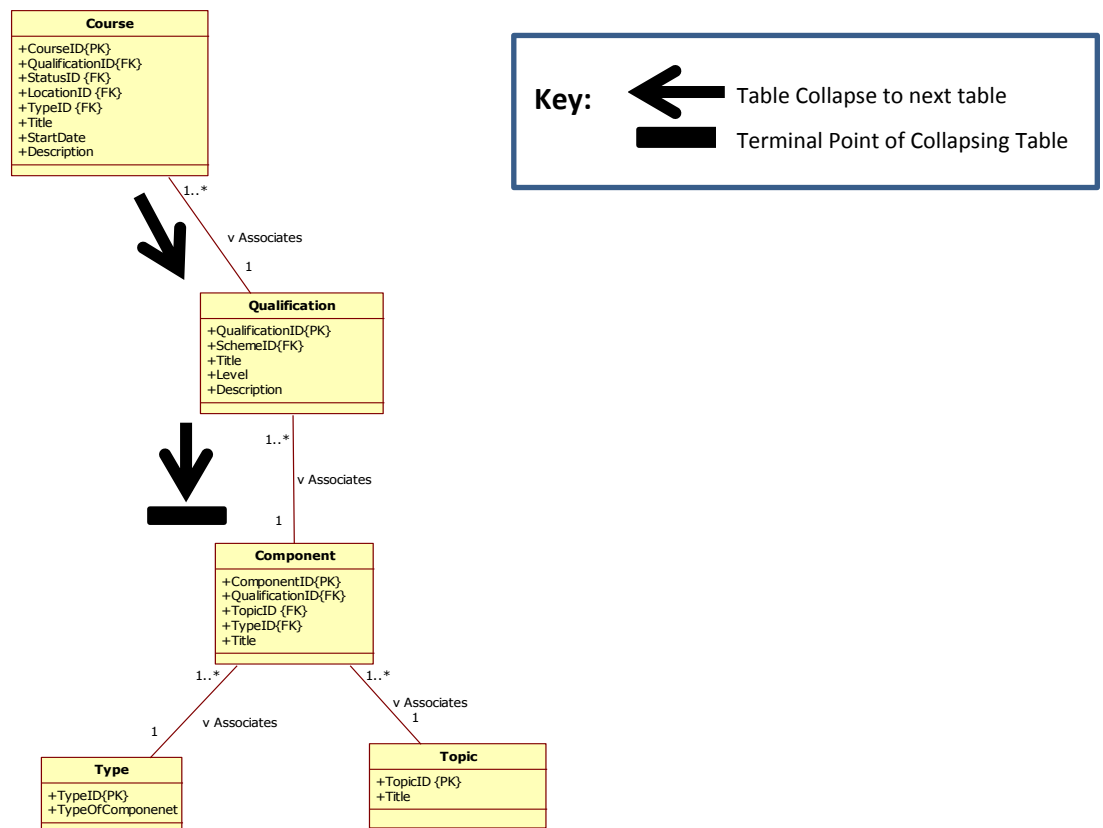 Course
+CourseID{PK}
+QualificationID{FK}
+StatusID {FK}
+LocationID {FK}
+TypeID {FK}
+Title
+StartDate
+Description
Key:
Table Collapse to next table
Terminal Point of Collapsing Table
1..*
v Associates
1
Qualification
+QualificationID{PK}
+SchemeID{FK}
+Title
+Level
+Description
1..*
v Associates
1
Component
+ComponentID{PK}
+QualificationID{FK}
+TopicID {FK}
+TypeID{FK}
+Title
1..*
v Associates
1
1..*
v Associates
1
Type
+TypeID{PK}
+TypeOfComponenet
Topic
+TopicID {PK}
+Title